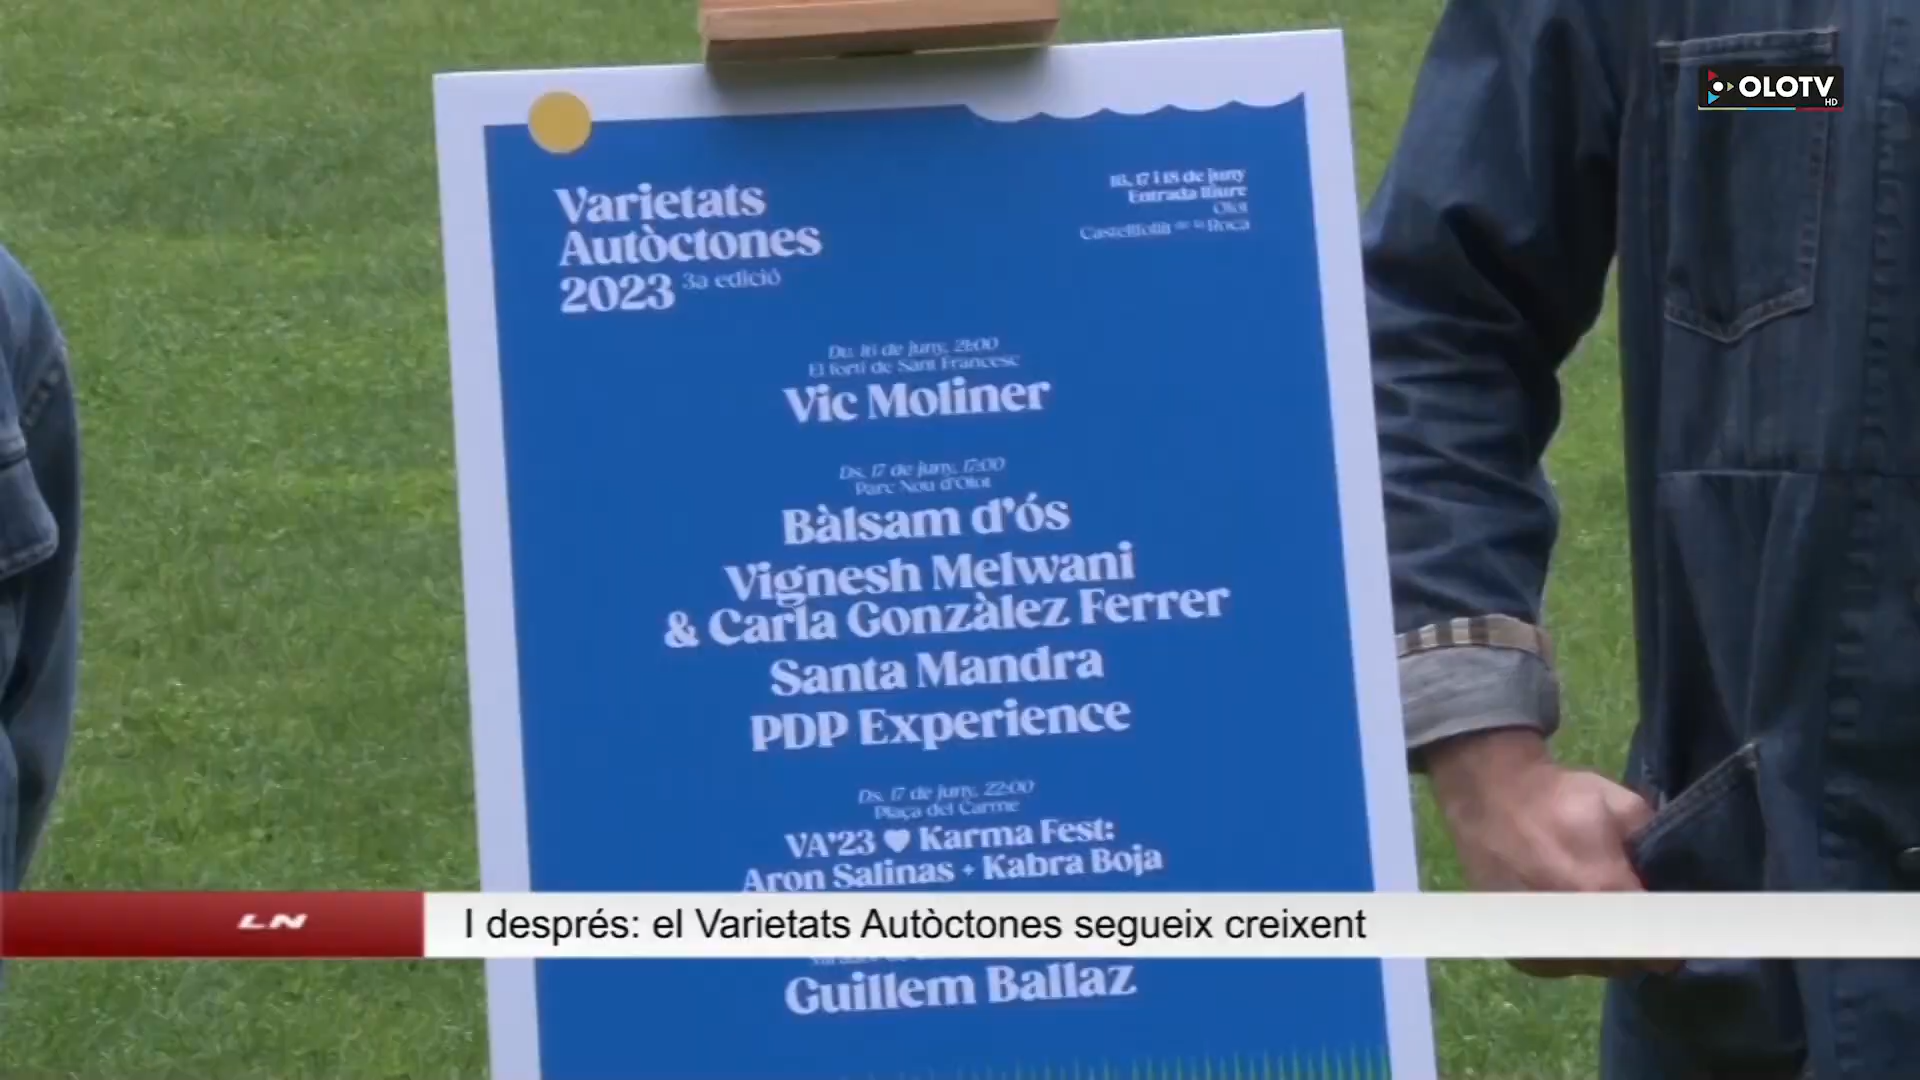 OLOTV
HD
Varietats
Autòctones
2023 3a edició
16, 17 i 18 de juny
Entrada lliure
Olot
Castellfollit de la Roca
Dv. 16 de juny, 21:00
El fortí de Sant Francesc
Vic Moliner
Ds. 17 de juny, 17:00
Parc Nou d'Olot
Bàlsam d'ós
Vignesh Melwani
& Carla Gonzàlez Ferrer
Santa Mandra
PDP Experience
Ds. 17 de juny, 22:00
Plaça del Carme
VA'23 ♥ Karma Fest:
Aron Salinas + Kabra Boja
LN
I després: el Varietats Autòctones segueix creixent
Guillem Ballaz